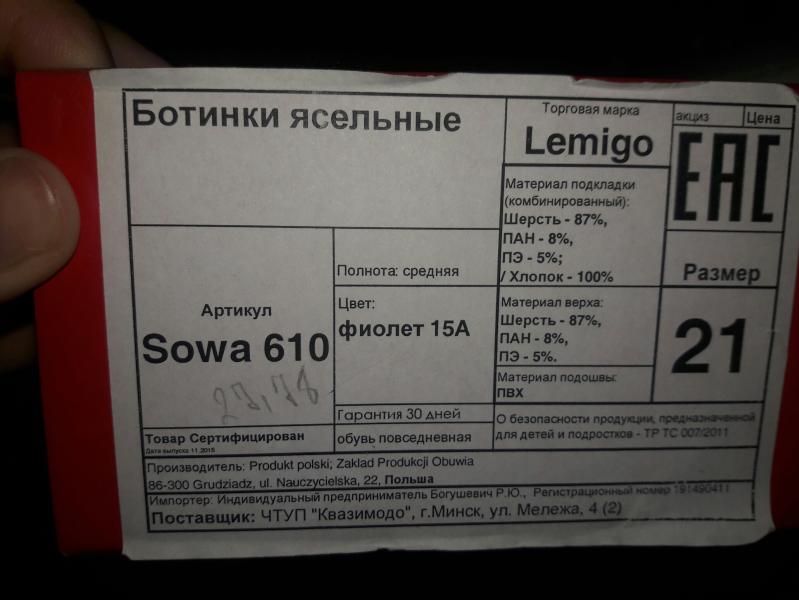 Ботинки ясельные
Торговая марка
Lemigo
акциз
Цена
EAC
Материал подкладки
(комбинированный):
Шерсть - 87%,
ПАН - 8%,
ПЭ - 5%;
/ Хлопок - 100%
Размер
21
Артикул
Sowa 610
27,78
Полнота: средняя
Цвет:
фиолет 15А
Материал верха:
Шерсть - 87%,
ПАН - 8%,
ПЭ - 5%.
Материал подошвы:
ПВХ
Гарантия 30 дней
обувь повседневная
Товар Сертифицирован
Дата выпуска 11.2015
О безопасности продукции, предназначенной
для детей и подростков - ТР ТС 007/2011
Производитель: Produkt polski; Zaklad Produkcji Obuwia
86-300 Grudziadz, ul. Nauczycielska, 22, Польша
Импортер: Индивидуальный предприниматель Богушевич Р.Ю., Регистрационный номер 191490411
Поставщик: ЧТУП "Квазимодо", г.Минск, ул. Мележа, 4 (2)